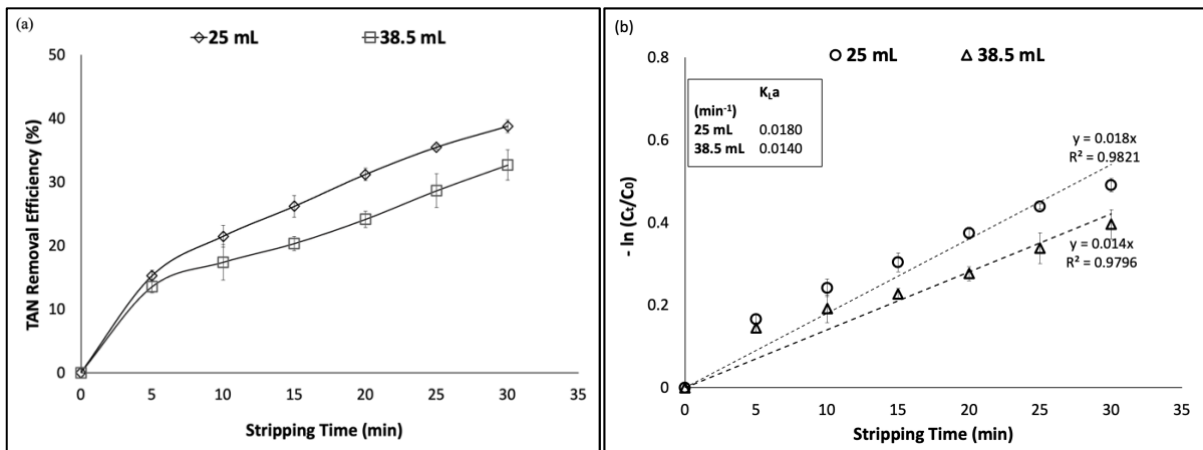 (a)
25 mL
38.5 mL
TAN Removal Efficiency (%)
50
40
30
20
10
0
0 5 10 15 20 25 30 35
Stripping Time (min)
(b)
25 mL
38.5 mL
- ln (Cₜ/C₀)
0.8
0.6
0.4
0.2
0
KLa
(min⁻¹)
25 mL 0.0180
38.5 mL 0.0140
y = 0.018x
R² = 0.9821
y = 0.014x
R² = 0.9796
0 5 10 15 20 25 30 35
Stripping Time (min)